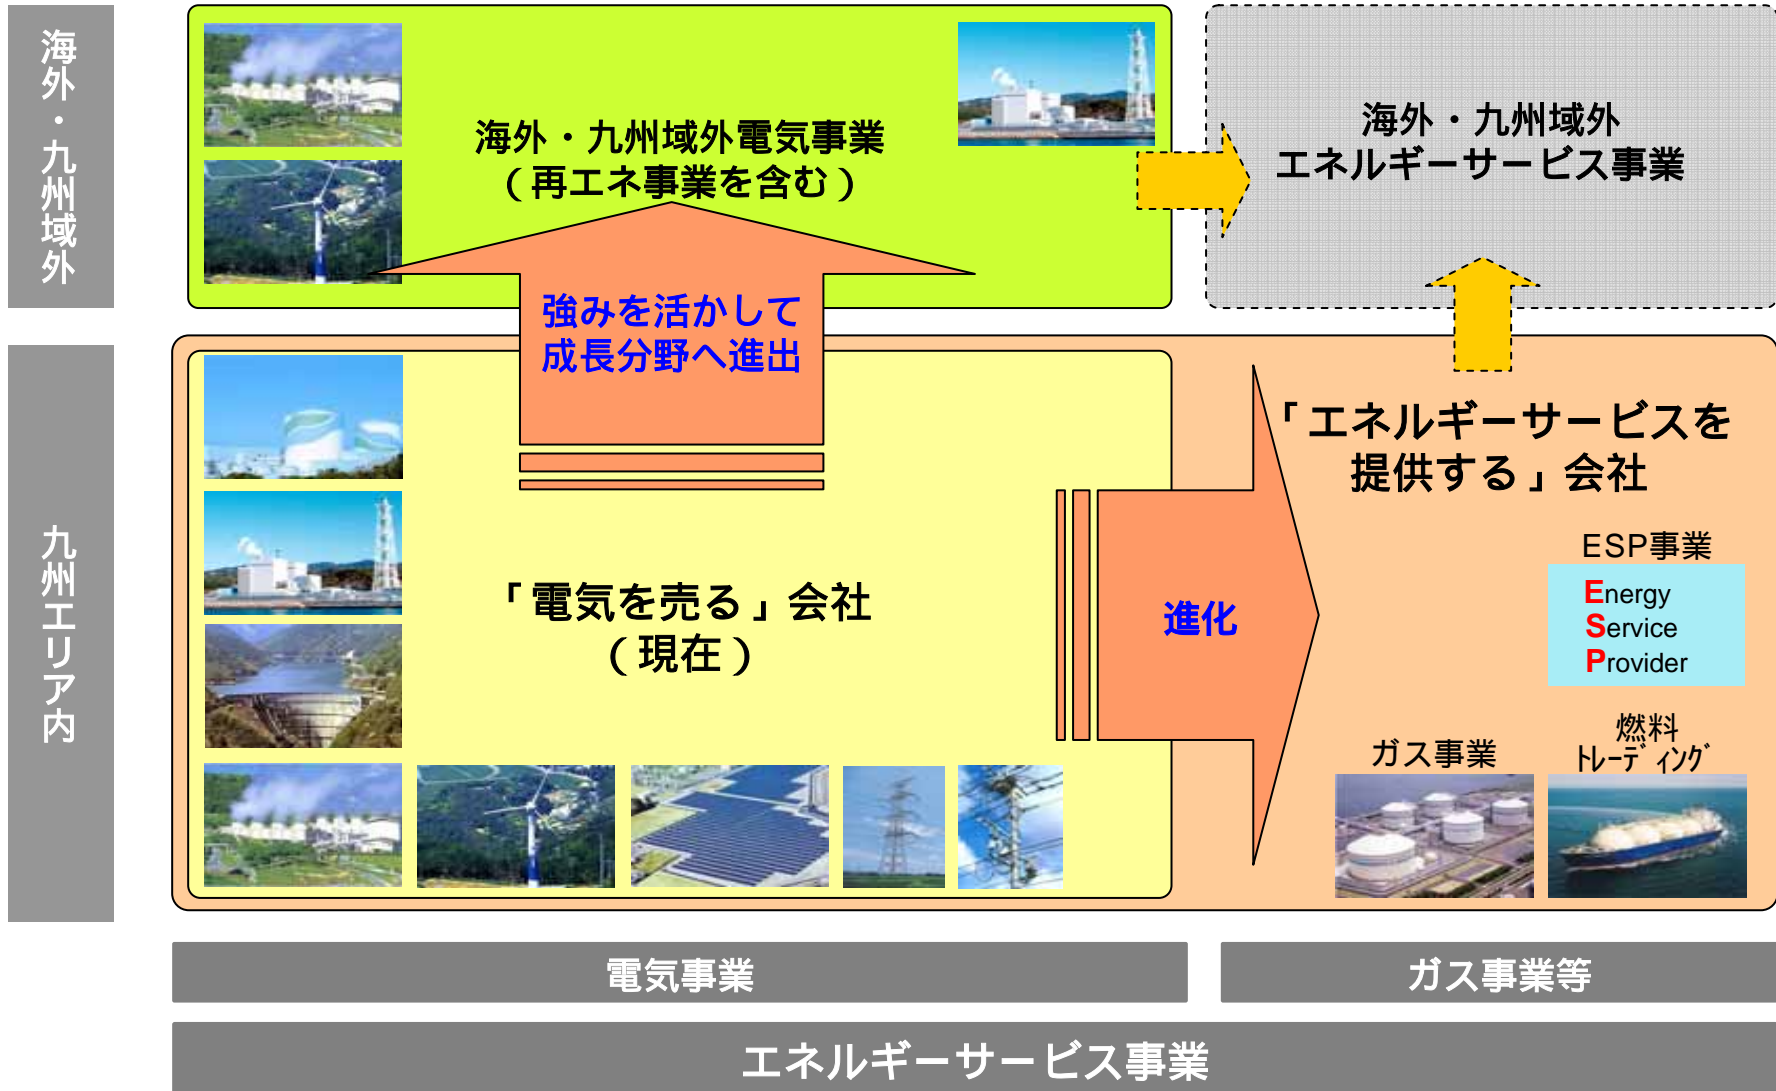 海外・九州域外
海外・九州域外電気事業
（再エネ事業を含む）
海外・九州域外
エネルギーサービス事業
強みを活かして
成長分野へ進出
九州エリア内
「電気を売る」会社
（現在）
進化
「エネルギーサービスを
提供する」会社
ESP事業
Energy
Service
Provider
ガス事業
燃料
ﾄﾚｰﾃﾞｨﾝｸﾞ
電気事業
ガス事業等
エネルギーサービス事業